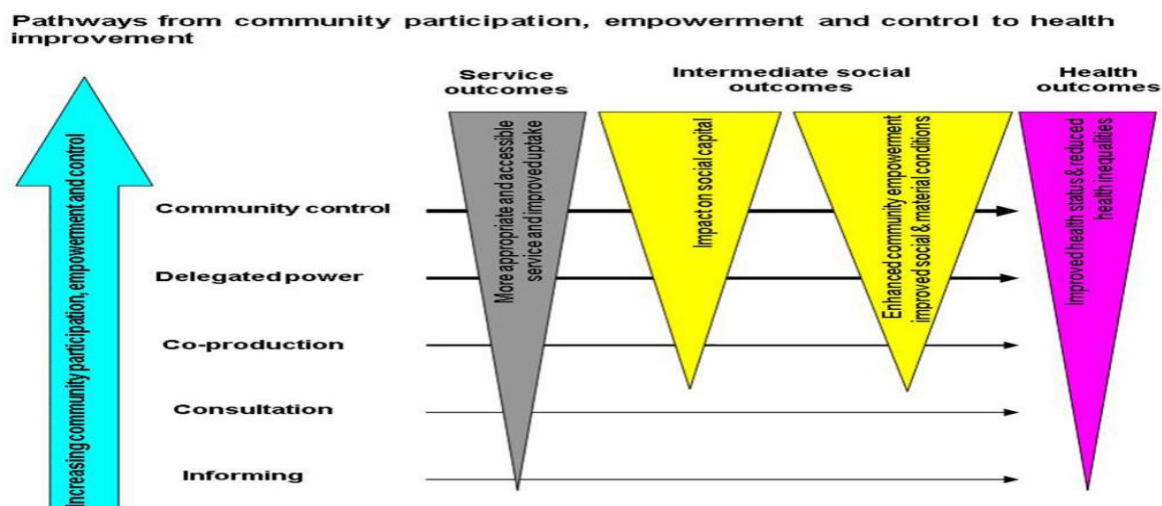 Pathways from community participation, empowerment and control to health
improvement
Service
outcomes
Intermediate social
outcomes
Health
outcomes
Increasing community participation, empowerment and control
Community control
Delegated power
Co-production
Consultation
Informing
More appropriate and accessible
service and improved uptake
Impact on social capital
Enhanced community empowerment
improved social & material conditions
Improved health status & reduced
health inequalities